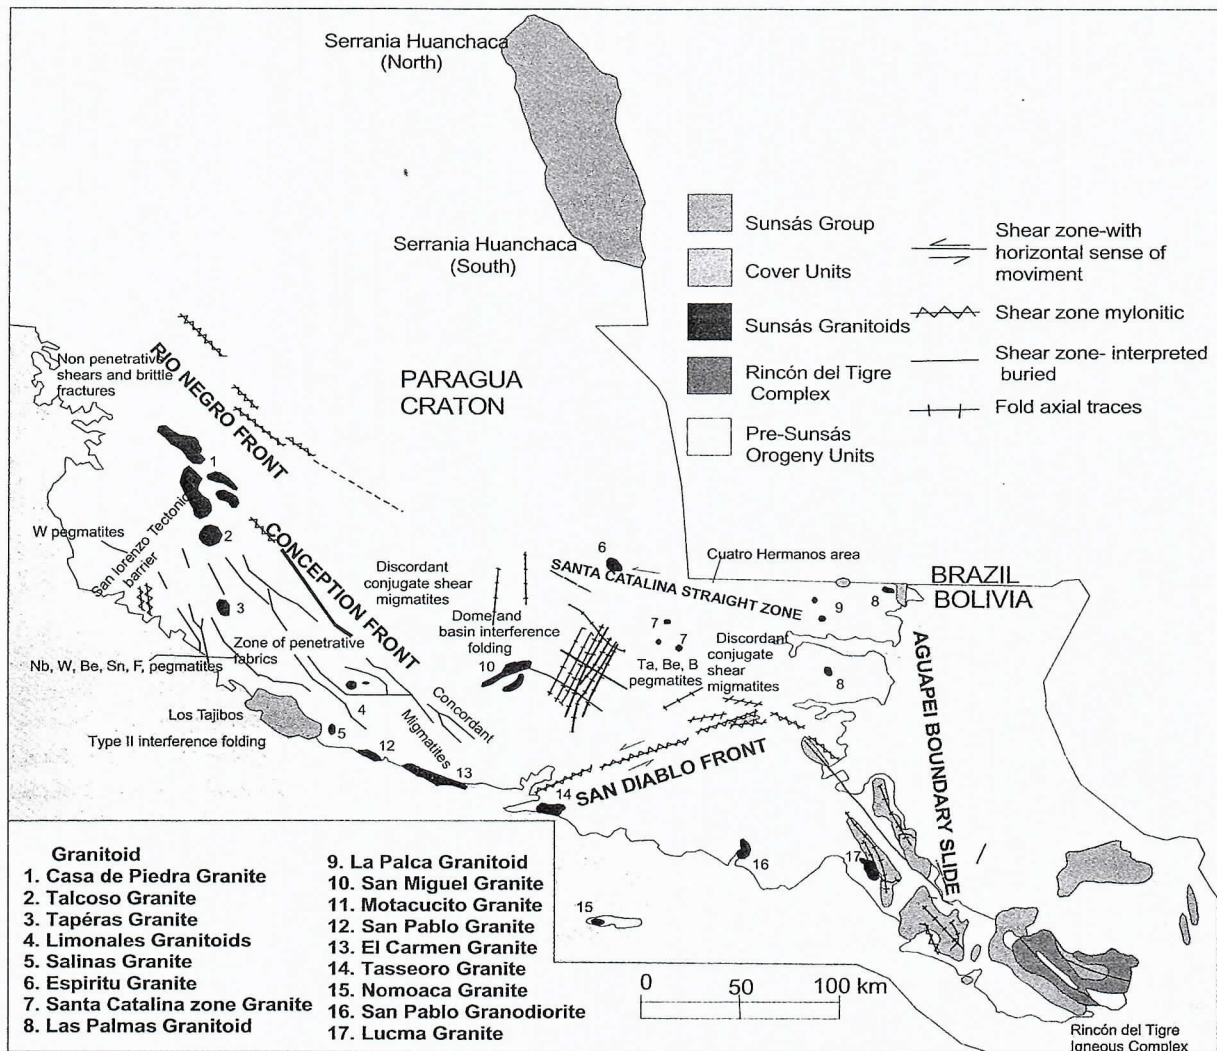 Serrania Huanchaca
(North)
Serrania Huanchaca
(South)
Sunsás Group
Cover Units
Sunsás Granitoids
Rincón del Tigre
Complex
Pre-Sunsás
Orogeny Units
Shear zone-with
horizontal sense of
moviment
Shear zone mylonitic
Shear zone- interpreted
buried
Fold axial traces
Non penetrative
shears and brittle
fractures
RIO NEGRO FRONT
PARAGUA
CRATON
1
W pegmatites
San lorenzo Tectonic
barrier
2
CONCEPTION FRONT
Discordant
conjugate shear
migmatites
6
SANTA CATALINA STRAIGHT ZONE
Cuatro Hermanos area
BRAZIL
BOLIVIA
9
8
3
Zone of penetrative
fabrics
Dome and
basin interference
folding
10
7
7
Ta, Be, B
pegmatites
Discordant
conjugate
shear
migmatites
8
AGUAPEI BOUNDARY SLIDE
Nb, W, Be, Sn, F, pegmatites
Los Tajibos
Type II interference folding
4
5
12
13
Concordant
Migmatites
14
SAN DIABLO FRONT
16
17
15
Granitoid
1. Casa de Piedra Granite
2. Talcoso Granite
3. Tapéras Granite
4. Limonales Granitoids
5. Salinas Granite
6. Espiritu Granite
7. Santa Catalina zone Granite
8. Las Palmas Granitoid
9. La Palca Granitoid
10. San Miguel Granite
11. Motacucito Granite
12. San Pablo Granite
13. El Carmen Granite
14. Tasseoro Granite
15. Nomoaca Granite
16. San Pablo Granodiorite
17. Lucma Granite
0 50 100 km
Rincón del Tigre
Igneous Complex